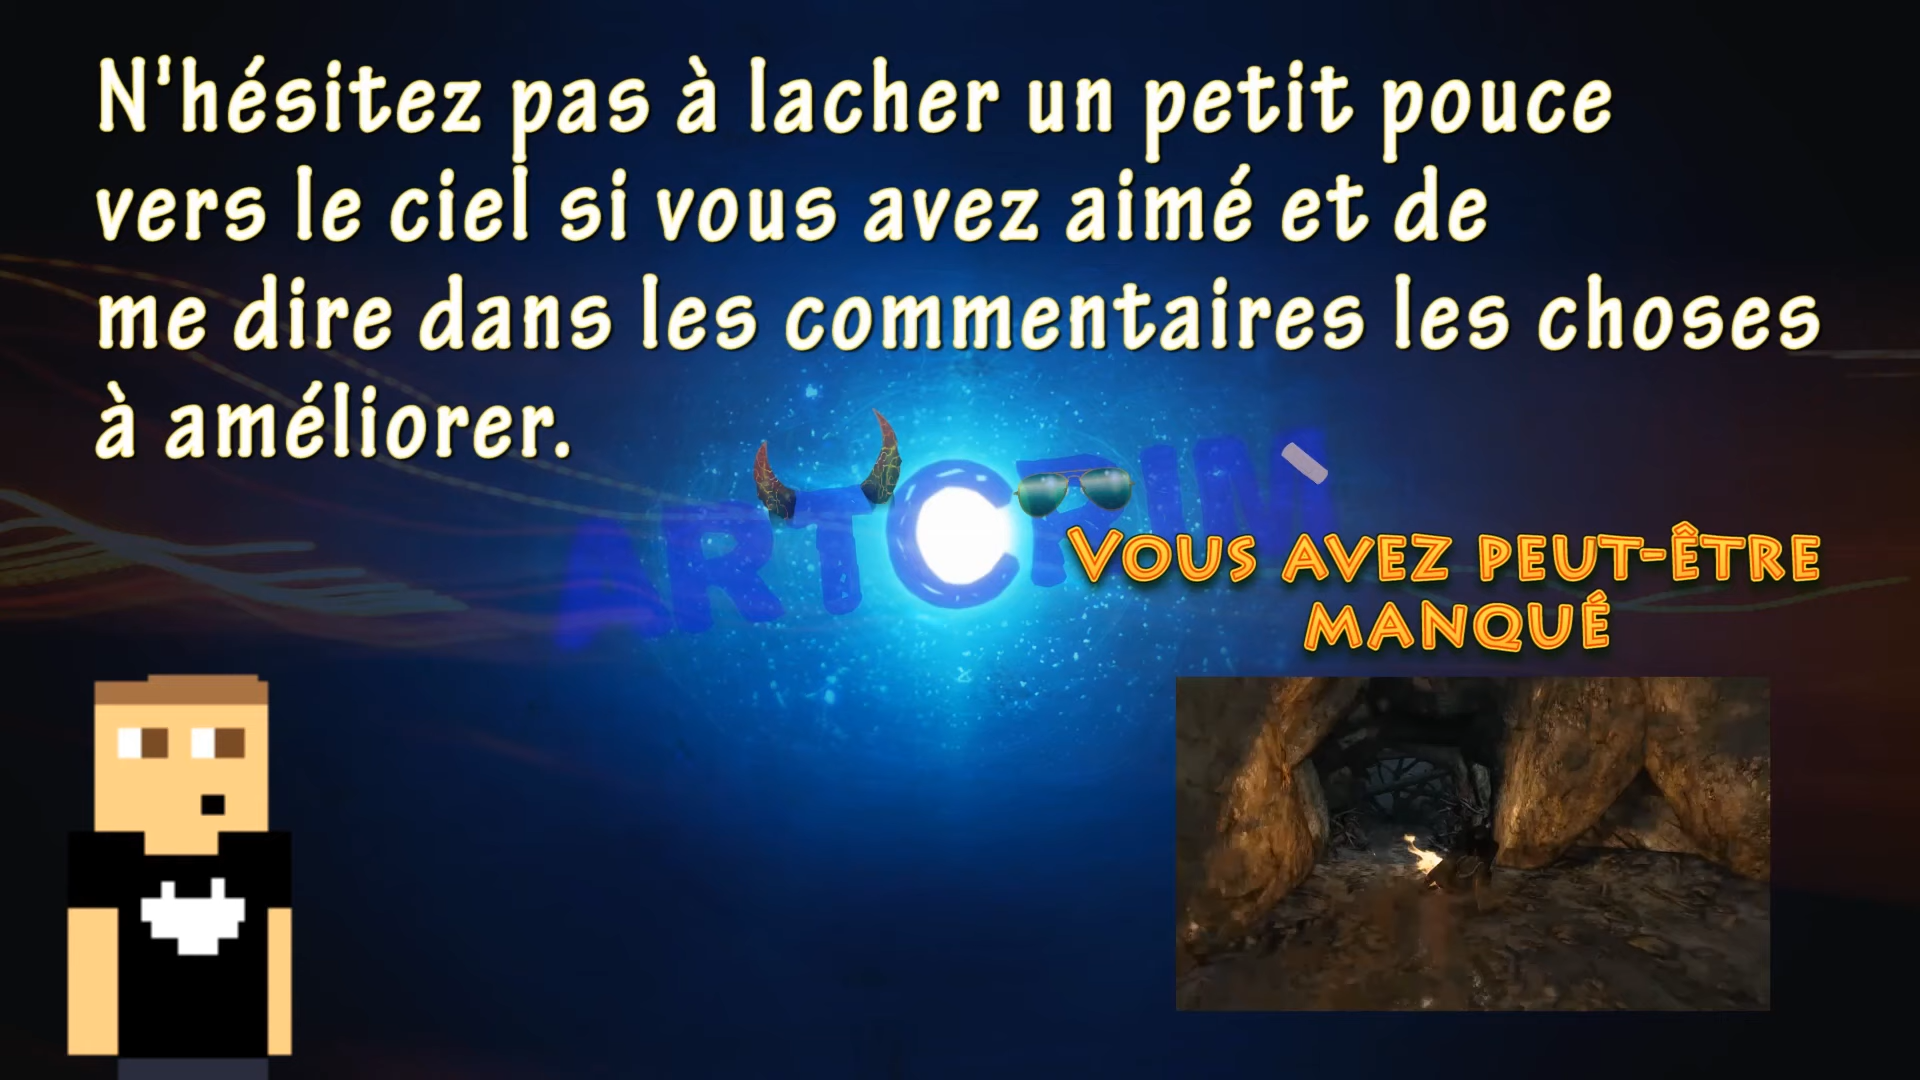 N'hésitez pas à lacher un petit pouce
vers le ciel si vous avez aimé et de
me dire dans les commentaires les choses
à améliorer.
ARTCRIM
Vous avez peut-être
manqué